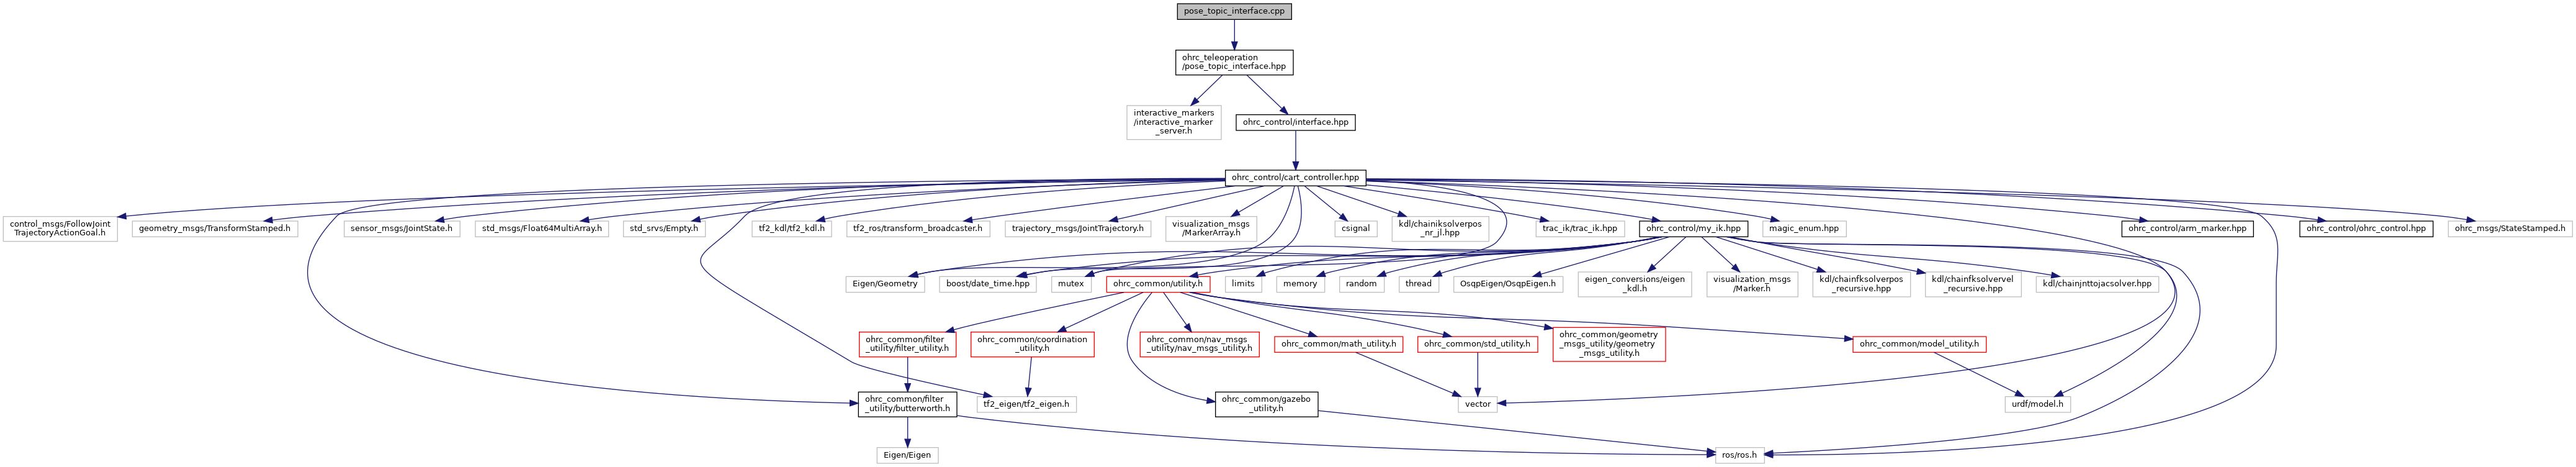 pose_topic_interface.cpp
ohrc_teleoperation
/pose_topic_interface.hpp
interactive_markers
/interactive_marker
_server.h
ohrc_control/interface.hpp
ohrc_control/cart_controller.hpp
control_msgs/FollowJoint
TrajectoryActionGoal.h
geometry_msgs/TransformStamped.h
sensor_msgs/JointState.h
std_msgs/Float64MultiArray.h
std_srvs/Empty.h
tf2_kdl/tf2_kdl.h
tf2_ros/transform_broadcaster.h
trajectory_msgs/JointTrajectory.h
visualization_msgs
/MarkerArray.h
csignal
kdl/chainiksolverpos
_nr_jl.hpp
trac_ik/trac_ik.hpp
ohrc_control/my_ik.hpp
magic_enum.hpp
ohrc_control/arm_marker.hpp
ohrc_control/ohrc_control.hpp
ohrc_msgs/StateStamped.h
Eigen/Geometry
boost/date_time.hpp
mutex
ohrc_common/utility.h
limits
memory
random
thread
OsqpEigen/OsqpEigen.h
eigen_conversions/eigen
_kdl.h
visualization_msgs
/Marker.h
kdl/chainfksolverpos
_recursive.hpp
kdl/chainfksolvervel
_recursive.hpp
kdl/chainjnttojacsolver.hpp
ohrc_common/filter
_utility/filter_utility.h
ohrc_common/coordination
_utility.h
ohrc_common/nav_msgs
_utility/nav_msgs_utility.h
ohrc_common/math_utility.h
ohrc_common/std_utility.h
ohrc_common/geometry
_msgs_utility/geometry
_msgs_utility.h
ohrc_common/model_utility.h
ohrc_common/filter
_utility/butterworth.h
tf2_eigen/tf2_eigen.h
ohrc_common/gazebo
_utility.h
vector
urdf/model.h
Eigen/Eigen
ros/ros.h